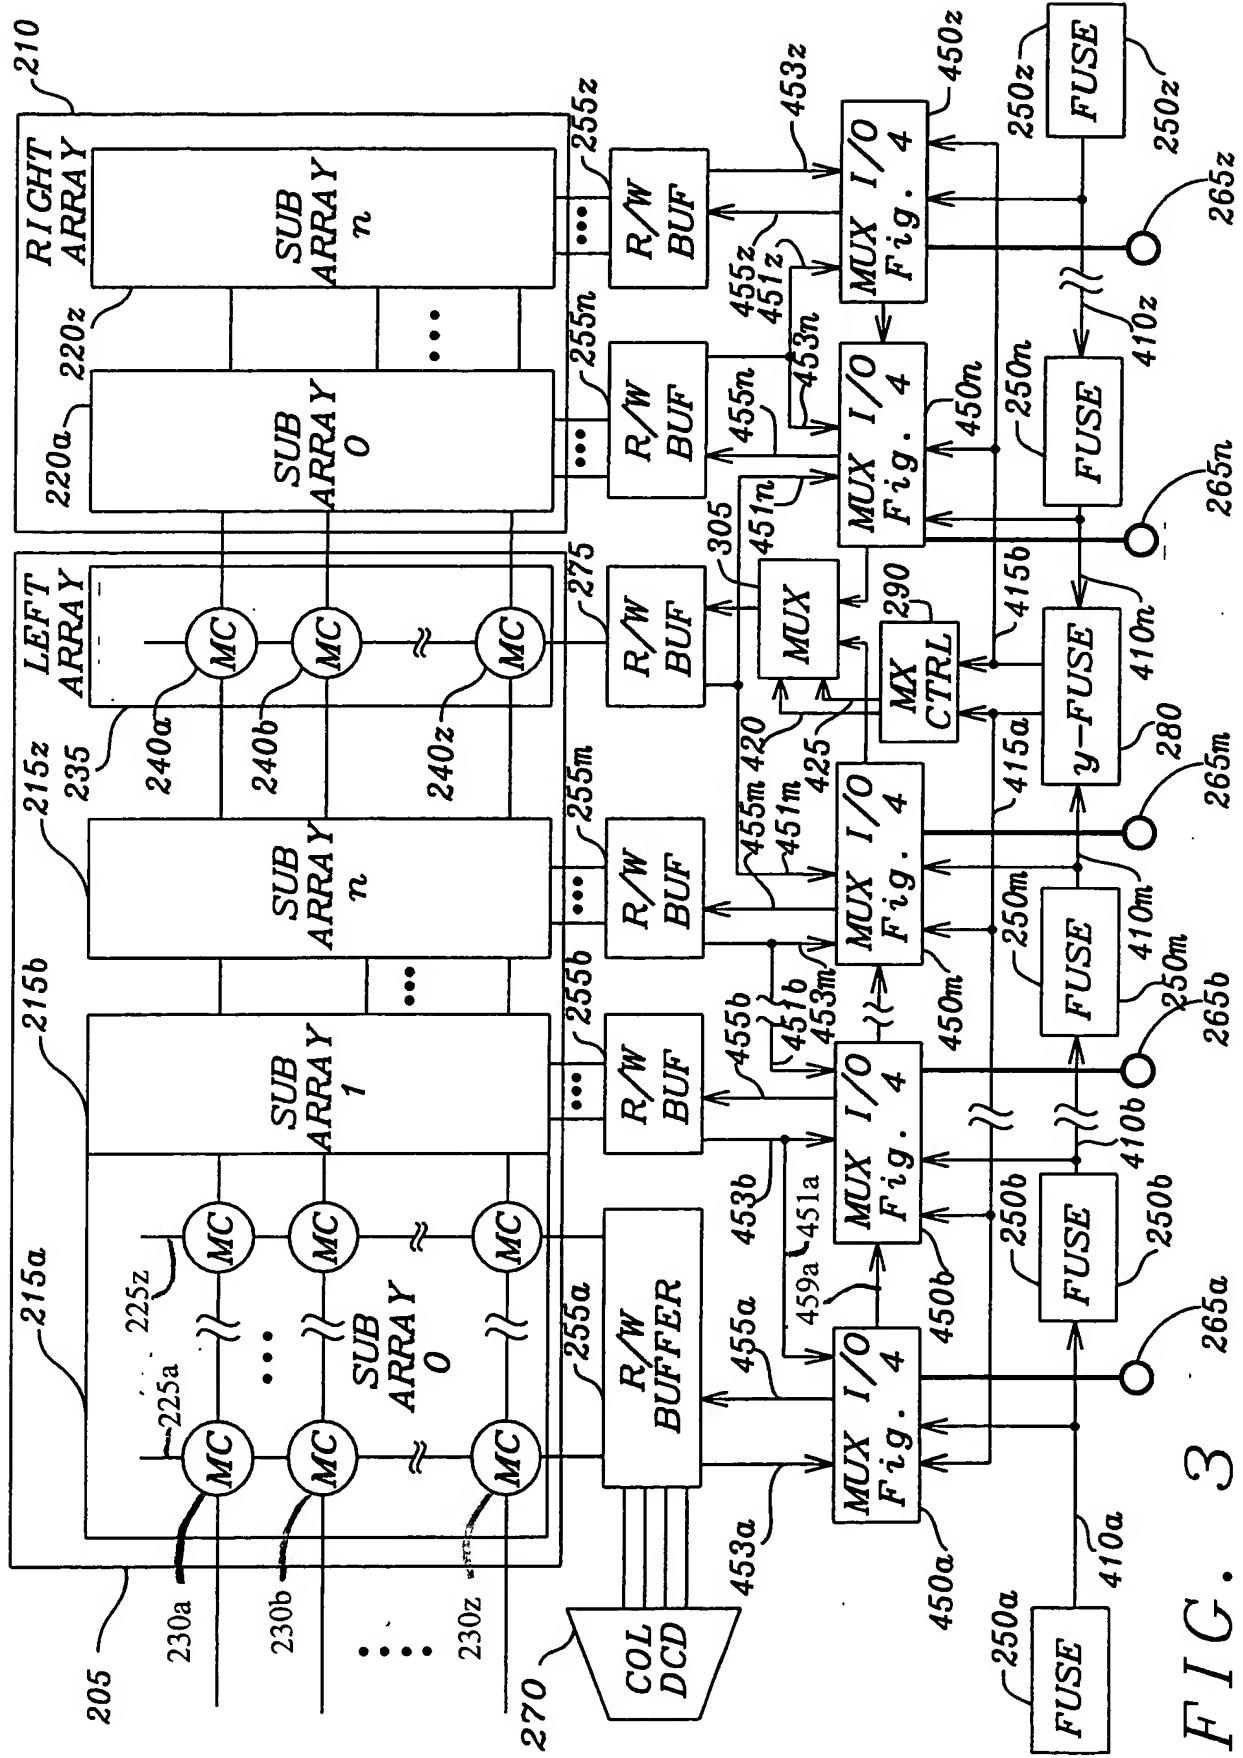 210
RIGHT
ARRAY
220z
SUB
ARRAY
n
220a
SUB
ARRAY
0
LEFT
ARRAY
235
MC
MC
MC
240a
240b
240z
215z
SUB
ARRAY
n
215b
SUB
ARRAY
1
215a
225z
225a
MC
MC
MC
MC
MC
MC
SUB
ARRAY
0
205
230a
230b
230z
255z
R/W
BUF
255n
R/W
BUF
275
R/W
BUF
255m
R/W
BUF
255b
R/W
BUF
255a
R/W
BUFFER
270
COL
DCD
453z
455z
451z
453n
455n
451n
305
MUX
420
425
290
MX
CTRL
455m
451m
453m
451b
455b
453b
451a
459a
455a
453a
450z
MUX I/O
Fig. 4
450n
MUX I/O
Fig. 4
450m
MUX I/O
Fig. 4
450b
MUX I/O
Fig. 4
450a
MUX I/O
Fig. 4
415b
415a
250z
FUSE
250z
410z
250n
FUSE
410n
y-FUSE
280
410m
250m
FUSE
250m
410b
250b
FUSE
250b
410a
250a
FUSE
265z
265n
265m
265b
265a
FIG. 3